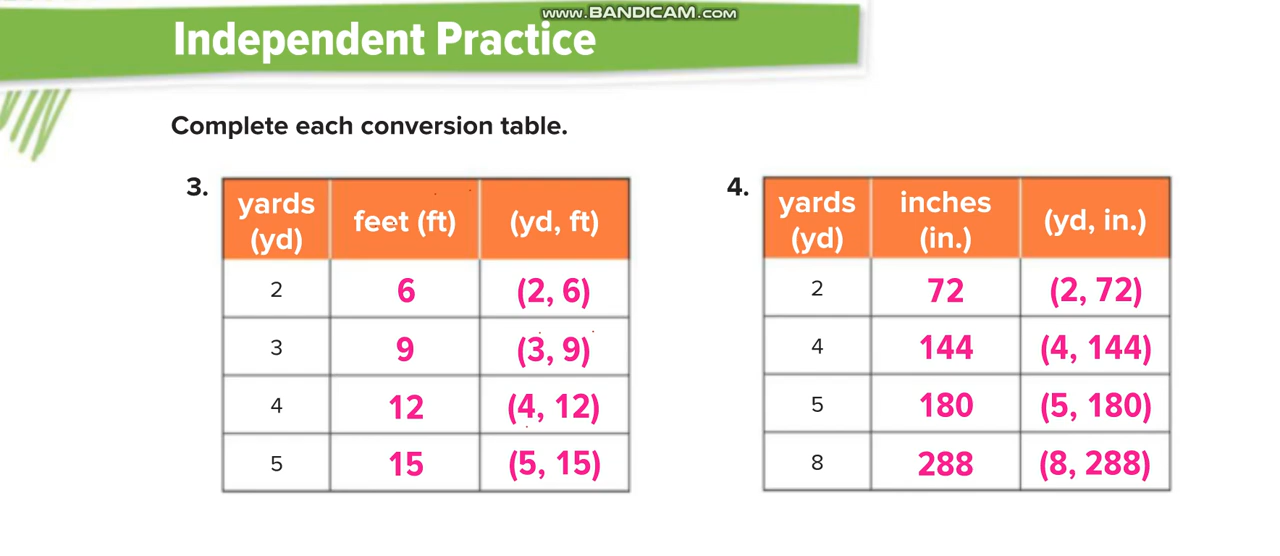 www.BANDICAM.com
Independent Practice
Complete each conversion table.
3.
yards (yd) feet (ft) (yd, ft)
2 6 (2, 6)
3 9 (3, 9)
4 12 (4, 12)
5 15 (5, 15)
4.
yards (yd) inches (in.) (yd, in.)
2 72 (2, 72)
4 144 (4, 144)
5 180 (5, 180)
8 288 (8, 288)